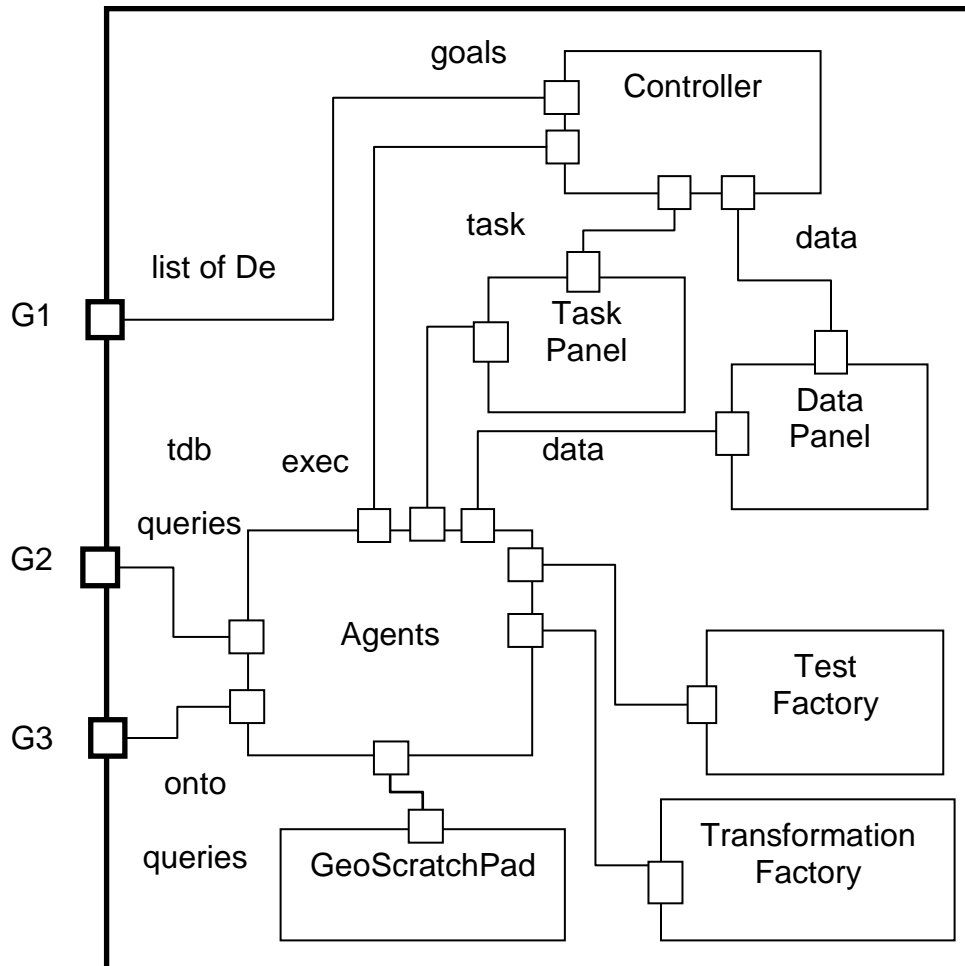 goals
Controller
task
data
list of De
G1
Task
Panel
Data
Panel
tdb
exec
data
queries
G2
Agents
Test
Factory
G3
onto
queries
GeoScratchPad
Transformation
Factory